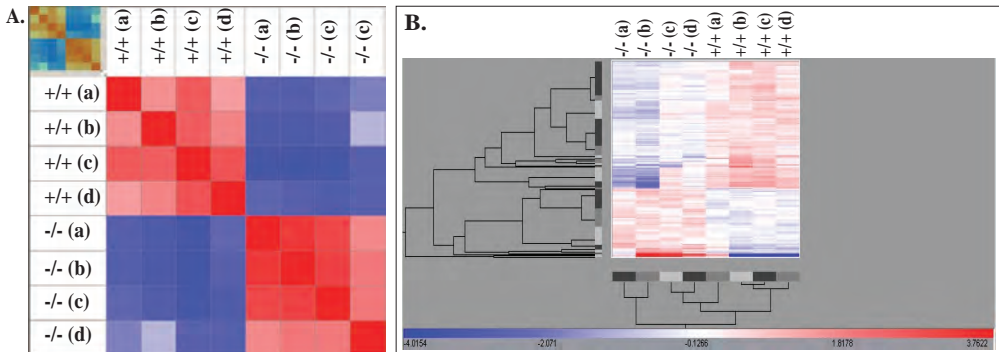 A.
+/+ (a) +/+ (b) +/+ (c) +/+ (d) -/- (a) -/- (b) -/- (c) -/- (c)
+/+ (a)
+/+ (b)
+/+ (c)
+/+ (d)
-/- (a)
-/- (b)
-/- (c)
-/- (d)
B.
-/- (a) -/- (b) -/- (c) -/- (d) +/+ (a) +/+ (b) +/+ (c) +/+ (d)
-4.0154 -2.071 -0.1266 1.8178 3.7622